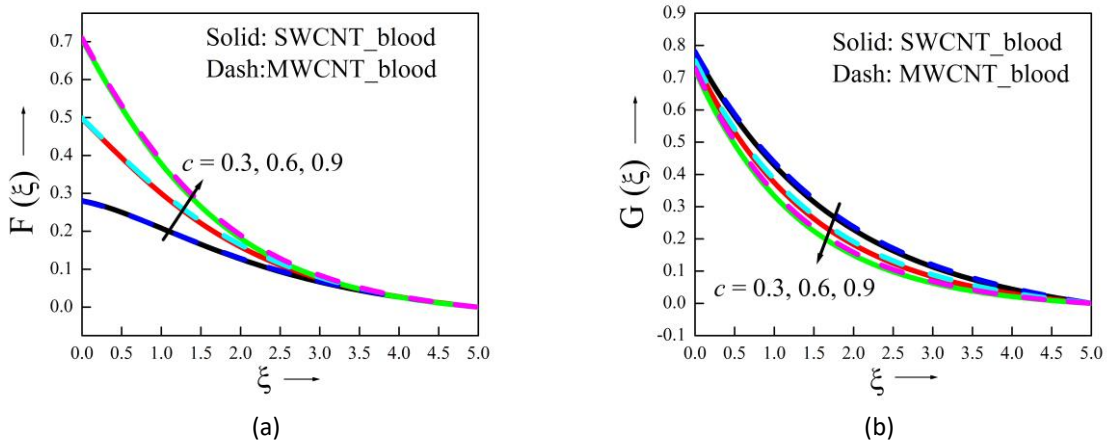 0.7
0.6
0.5
0.4
0.3
0.2
0.1
0.0
F (ξ)
Solid: SWCNT_blood
Dash:MWCNT_blood
c = 0.3, 0.6, 0.9
0.0 0.5 1.0 1.5 2.0 2.5 3.0 3.5 4.0 4.5 5.0
ξ
(a)
0.9
0.8
0.7
0.6
0.5
0.4
0.3
0.2
0.1
0.0
-0.1
G (ξ)
Solid: SWCNT_blood
Dash: MWCNT_blood
c = 0.3, 0.6, 0.9
0.0 0.5 1.0 1.5 2.0 2.5 3.0 3.5 4.0 4.5 5.0
ξ
(b)